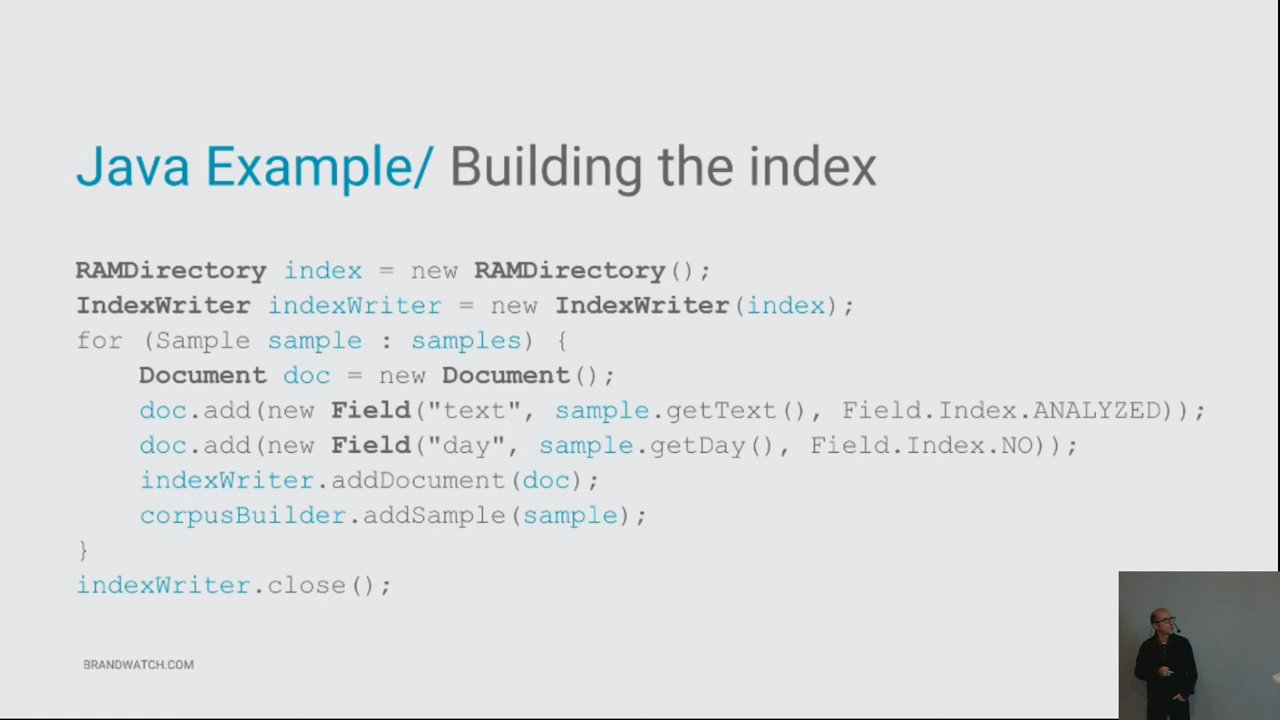 Java Example/ Building the index
RAMDirectory index = new RAMDirectory();
IndexWriter indexWriter = new IndexWriter(index);
for (Sample sample : samples) {
    Document doc = new Document();
    doc.add(new Field("text", sample.getText(), Field.Index.ANALYZED));
    doc.add(new Field("day", sample.getDay(), Field.Index.NO));
    indexWriter.addDocument(doc);
    corpusBuilder.addSample(sample);
}
indexWriter.close();
BRANDWATCH.COM